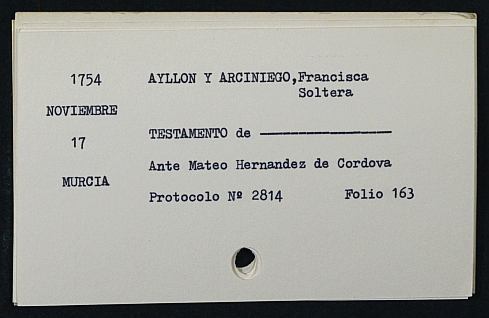 1754 AYLLON Y ARCINIEGO,Francisca
Soltera
NOVIEMBRE
17 TESTAMENTO de ——————————
Ante Mateo Hernandez de Cordova
MURCIA
Protocolo Nº 2814 Folio 163